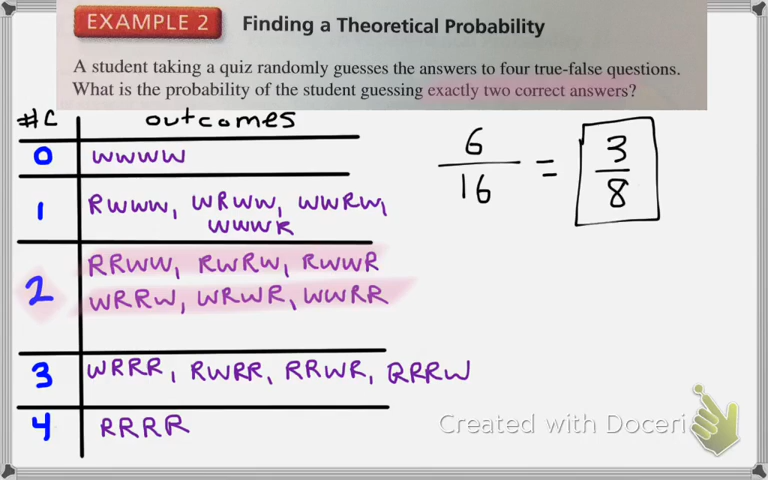 EXAMPLE 2 Finding a Theoretical Probability
A student taking a quiz randomly guesses the answers to four true-false questions.
What is the probability of the student guessing exactly two correct answers?
#C outcomes
0 WWWW
1 RWWW, WRWW, WWRW,
WWWR
2 RRWW, RWRW, RWWR
WRRW, WRWR, WWRR
3 WRRR, RWRR, RRWR, RRRW
4 RRRR
6/16 = 3/8
Created with Doceri